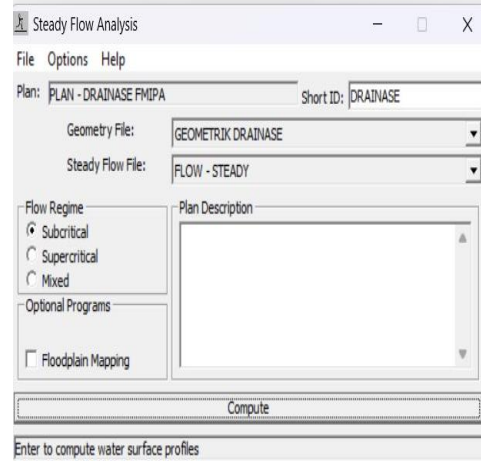 Steady Flow Analysis
File Options Help
Plan: PLAN - DRAINASE FMIPA Short ID: DRAINASE
Geometry File: GEOMETRIK DRAINASE
Steady Flow File: FLOW - STEADY
Flow Regime
Subcritical
Supercritical
Mixed
Optional Programs
Floodplain Mapping
Plan Description
Compute
Enter to compute water surface profiles